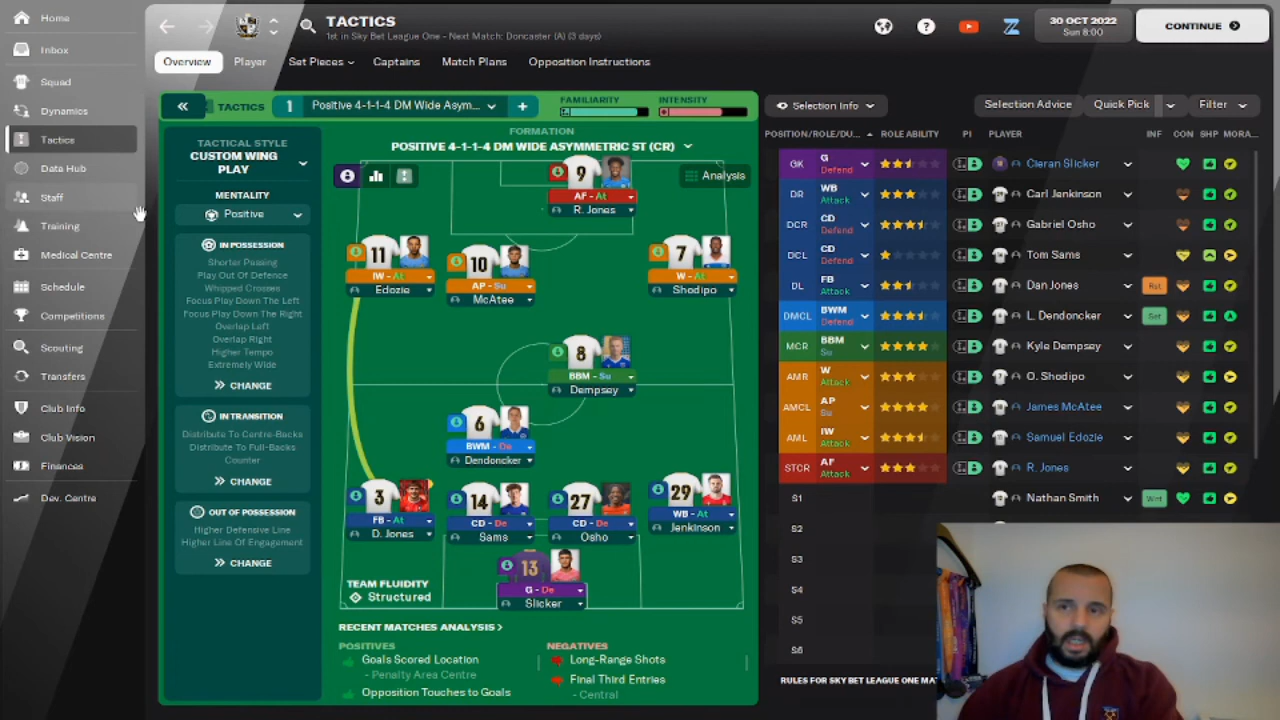 Home
Inbox
Squad
Dynamics
Tactics
Data Hub
Staff
Training
Medical Centre
Schedule
Competitions
Scouting
Transfers
Club Info
Club Vision
Finances
Dev. Centre
TACTICS
1st in Sky Bet League One - Next Match: Doncaster (A) (3 days)
30 OCT 2022
Sun 8:00
CONTINUE
Overview
Player
Set Pieces
Captains
Match Plans
Opposition Instructions
TACTICS
1
Positive 4-1-1-4 DM Wide Asym...
FAMILIARITY
INTENSITY
TACTICAL STYLE
CUSTOM WING
PLAY
MENTALITY
Positive
IN POSSESSION
Shorter Passing
Play Out Of Defence
Whipped Crosses
Focus Play Down The Left
Focus Play Down The Right
Overlap Left
Overlap Right
Higher Tempo
Extremely Wide
CHANGE
IN TRANSITION
Distribute To Centre-Backs
Distribute To Full-Backs
Counter
CHANGE
OUT OF POSSESSION
Higher Defensive Line
Higher Line Of Engagement
CHANGE
FORMATION
POSITIVE 4-1-1-4 DM WIDE ASYMMETRIC ST (CR)
Analysis
9
AF - At
R. Jones
11
IW - At
Edozie
10
AP - Su
McAtee
7
W - At
Shodipo
8
BBM - Su
Dempsey
6
BWM - De
Dendoncker
3
FB - At
D. Jones
14
CD - De
Sams
27
CD - De
Osho
29
WB - At
Jenkinson
13
G - De
Slicker
TEAM FLUIDITY
Structured
RECENT MATCHES ANALYSIS
POSITIVES
Goals Scored Location
- Penalty Area Centre
Opposition Touches to Goals
NEGATIVES
Long-Range Shots
Final Third Entries
- Central
Selection Info
Selection Advice
Quick Pick
Filter
POSITION/ROLE/DU...
ROLE ABILITY
PI
PLAYER
INF
CON
SHP
MORA...
GK G Defend Cieran Slicker
DR WB Attack Carl Jenkinson
DCR CD Defend Gabriel Osho
DCL CD Defend Tom Sams
DL FB Attack Dan Jones Rut
DMCL BWM Defend L. Dendoncker Set
MCR BBM Su Kyle Dempsey
AMR W Attack O. Shodipo
AMCL AP Su James McAtee
AML IW Attack Samuel Edozie
STCR AF Attack R. Jones
S1 Nathan Smith Wnt
S2
S3
S4
S5
S6
RULES FOR SKY BET LEAGUE ONE MA